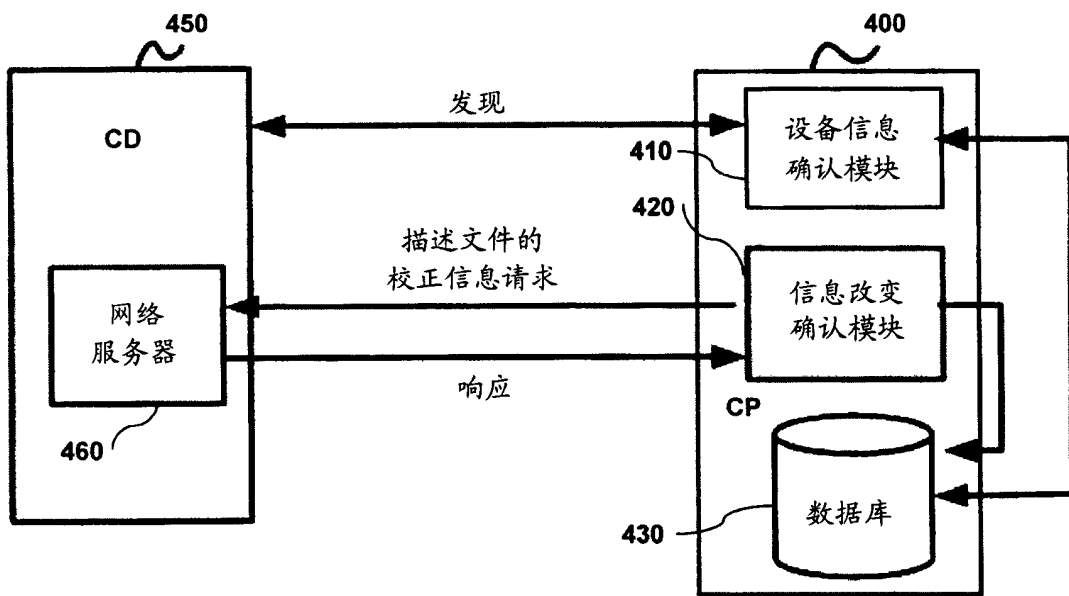 450
400
CD
发现
设备信息
确认模块
410
420
描述文件的
校正信息请求
信息改变
确认模块
网络
服务器
响应
CP
460
数据库
430